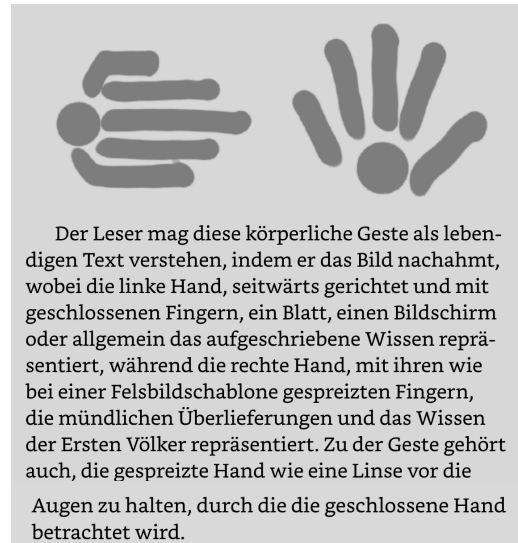 Der Leser mag diese körperliche Geste als leben-
digen Text verstehen, indem er das Bild nachahmt,
wobei die linke Hand, seitwärts gerichtet und mit
geschlossenen Fingern, ein Blatt, einen Bildschirm
oder allgemein das aufgeschriebene Wissen reprä-
sentiert, während die rechte Hand, mit ihren wie
bei einer Felsbildschablone gespreizten Fingern,
die mündlichen Überlieferungen und das Wissen
der Ersten Völker repräsentiert. Zu der Geste gehört
auch, die gespreizte Hand wie eine Linse vor die
Augen zu halten, durch die die geschlossene Hand
betrachtet wird.